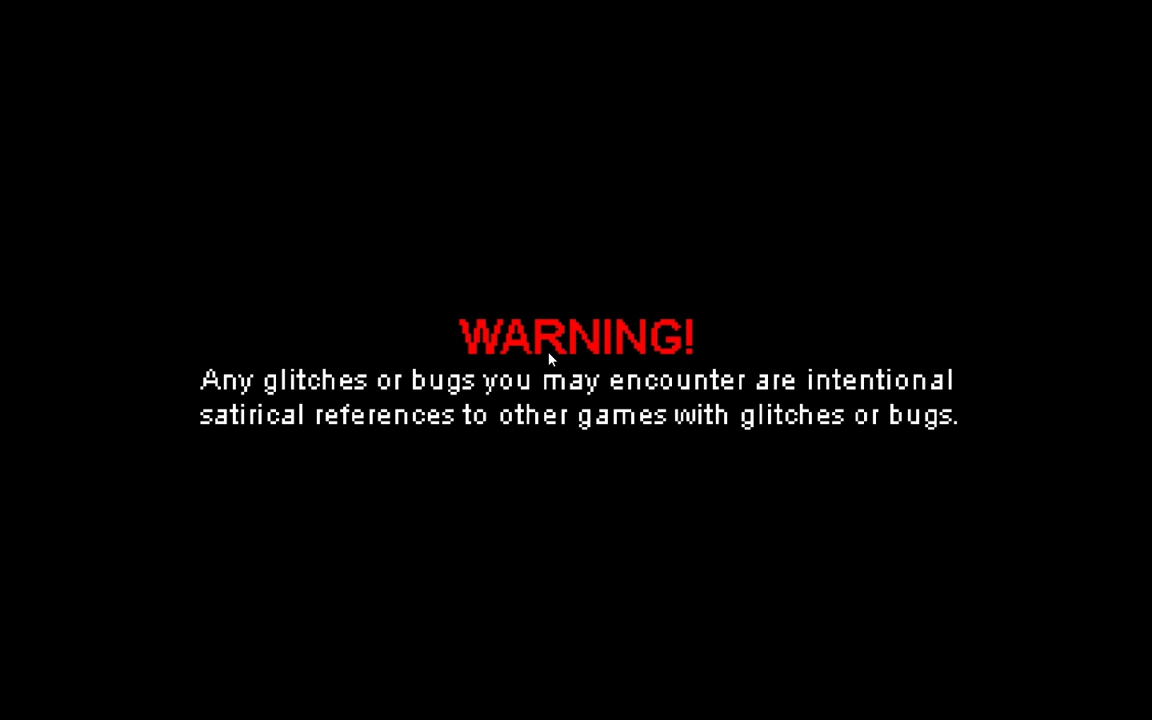 WARNING!
Any glitches or bugs you may encounter are intentional
satirical references to other games with glitches or bugs.